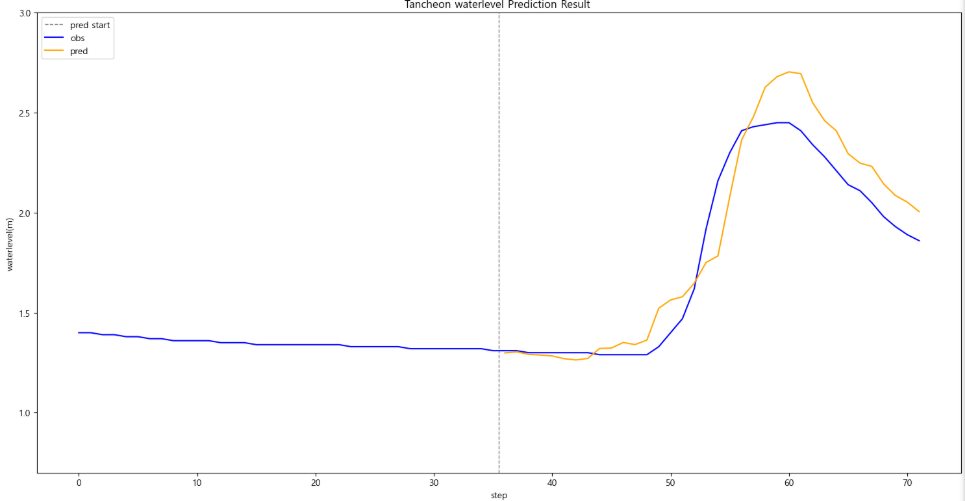 Tancheon waterlevel Prediction Result
pred start
obs
pred
3.0
2.5
2.0
1.5
1.0
waterlevel(m)
0 10 20 30 40 50 60 70
step